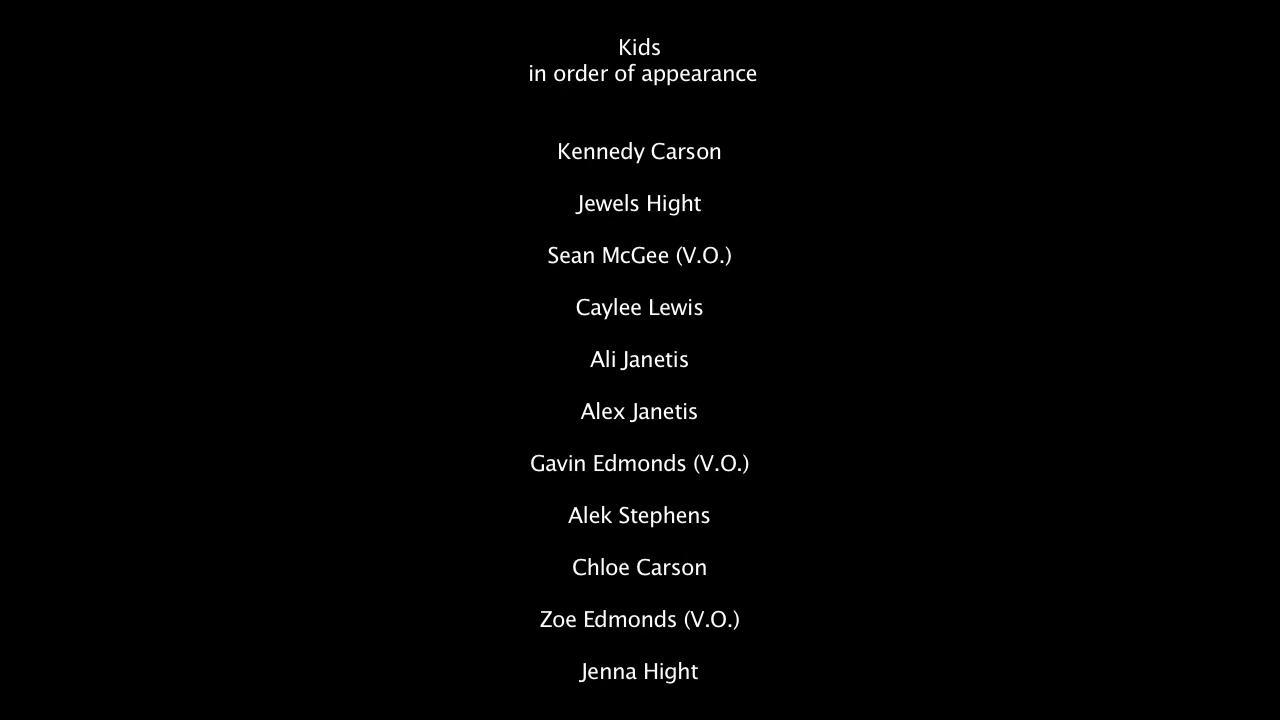 Kids
in order of appearance
Kennedy Carson
Jewels Hight
Sean McGee (V.O.)
Caylee Lewis
Ali Janetis
Alex Janetis
Gavin Edmonds (V.O.)
Alek Stephens
Chloe Carson
Zoe Edmonds (V.O.)
Jenna Hight